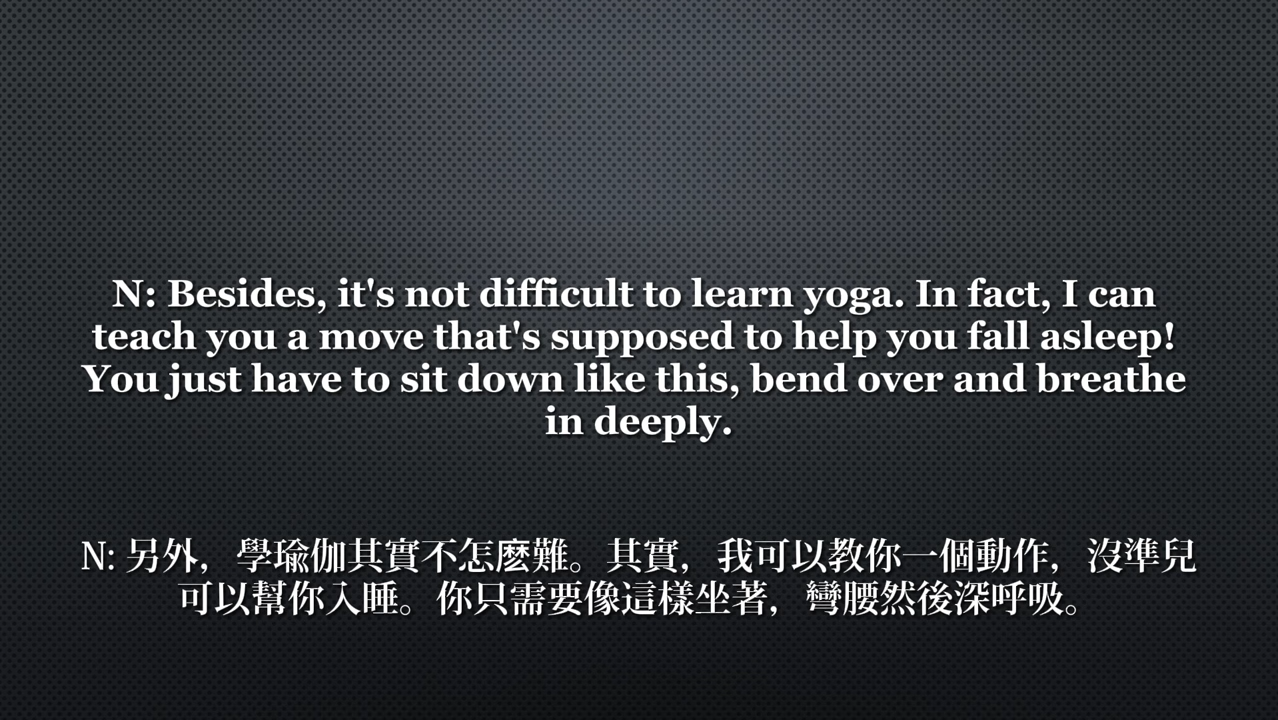 N: Besides, it's not difficult to learn yoga. In fact, I can
teach you a move that's supposed to help you fall asleep!
You just have to sit down like this, bend over and breathe
in deeply.
N: 另外，學瑜伽其實不怎麽難。其實，我可以教你一個動作，沒準兒
可以幫你入睡。你只需要像這樣坐著，彎腰然後深呼吸。